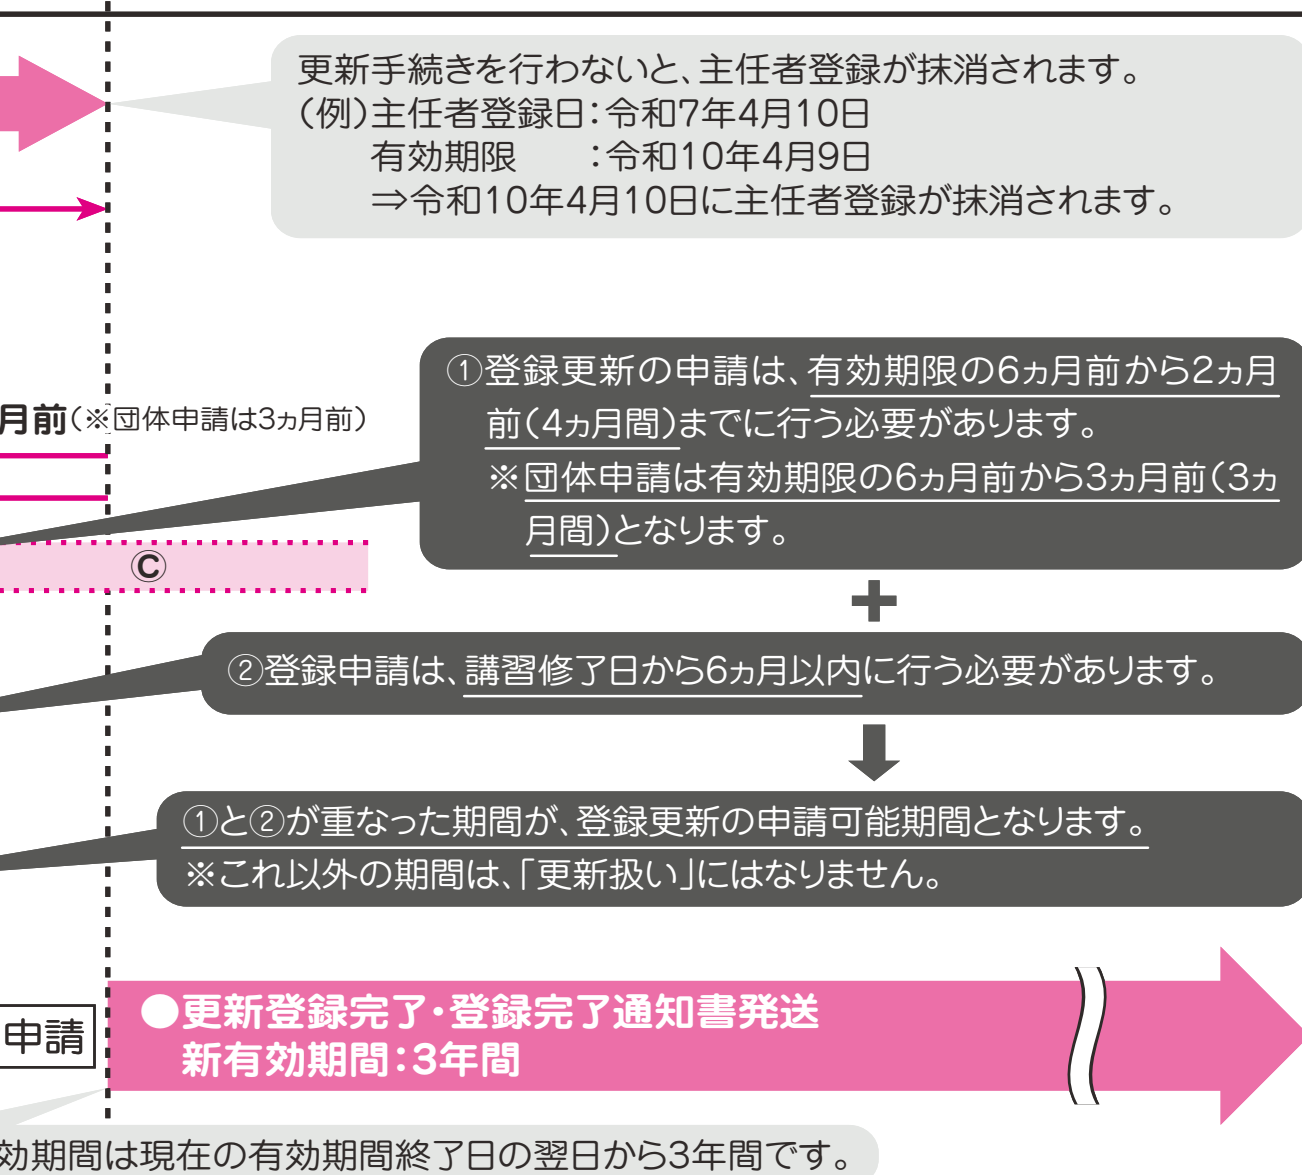 更新手続きを行わないと、主任者登録が抹消されます。
(例)主任者登録日：令和7年4月10日
有効期限　　：令和10年4月9日
⇒令和10年4月10日に主任者登録が抹消されます。
月前(※団体申請は3ヵ月前)
①登録更新の申請は、有効期限の6ヵ月前から2ヵ月
前(4ヵ月間)までに行う必要があります。
※団体申請は有効期限の6ヵ月前から3ヵ月前(3ヵ
月間)となります。
Ⓒ
＋
②登録申請は、講習修了日から6ヵ月以内に行う必要があります。
①と②が重なった期間が、登録更新の申請可能期間となります。
※これ以外の期間は、「更新扱い」にはなりません。
申請
●更新登録完了・登録完了通知書発送
新有効期間：3年間
効期間は現在の有効期間終了日の翌日から3年間です。